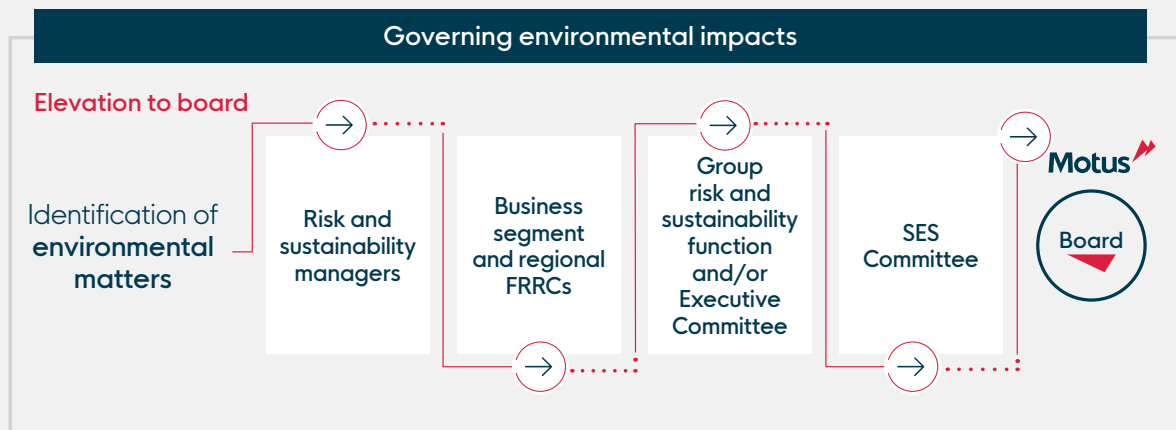 Governing environmental impacts
Elevation to board
Identification of
environmental
matters
Risk and
sustainability
managers
Business
segment
and regional
FRRCs
Group
risk and
sustainability
function
and/or
Executive
Committee
SES
Committee
Motus
Board